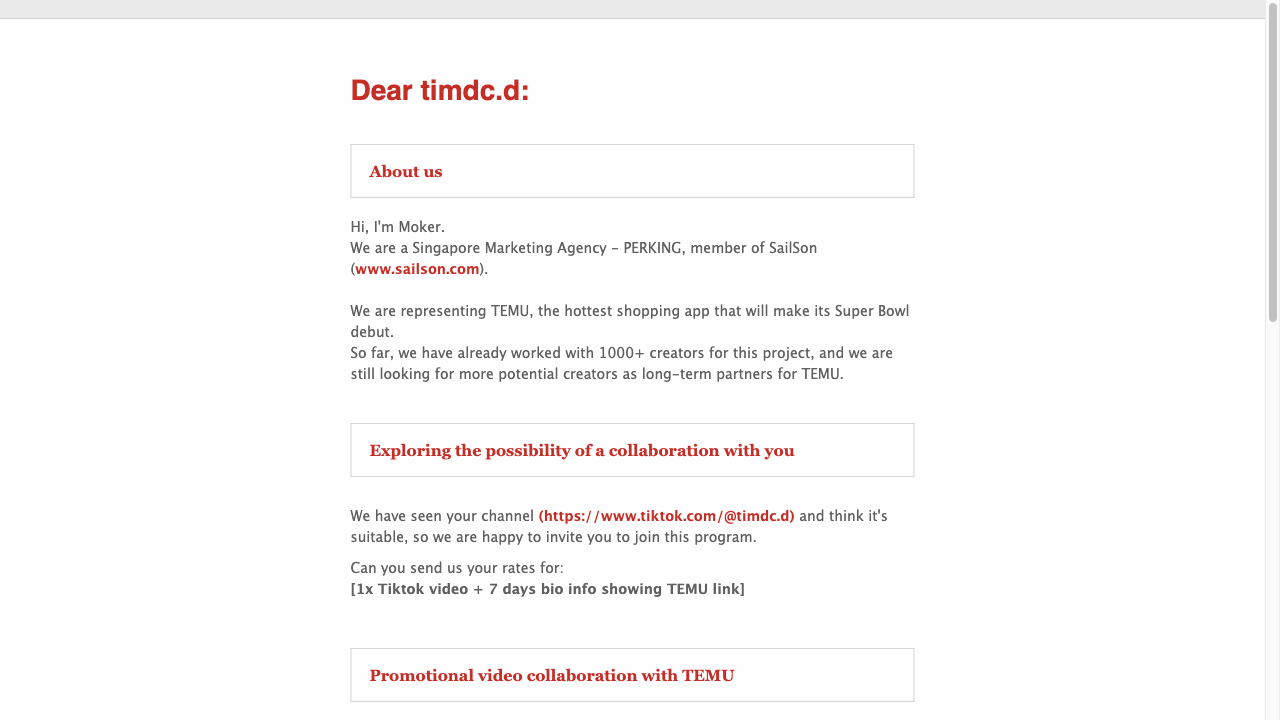 Dear timdc.d:
About us
Hi, I'm Moker.
We are a Singapore Marketing Agency – PERKING, member of SailSon
(www.sailson.com).
We are representing TEMU, the hottest shopping app that will make its Super Bowl
debut.
So far, we have already worked with 1000+ creators for this project, and we are
still looking for more potential creators as long-term partners for TEMU.
Exploring the possibility of a collaboration with you
We have seen your channel (https://www.tiktok.com/@timdc.d) and think it's
suitable, so we are happy to invite you to join this program.
Can you send us your rates for:
[1x Tiktok video + 7 days bio info showing TEMU link]
Promotional video collaboration with TEMU